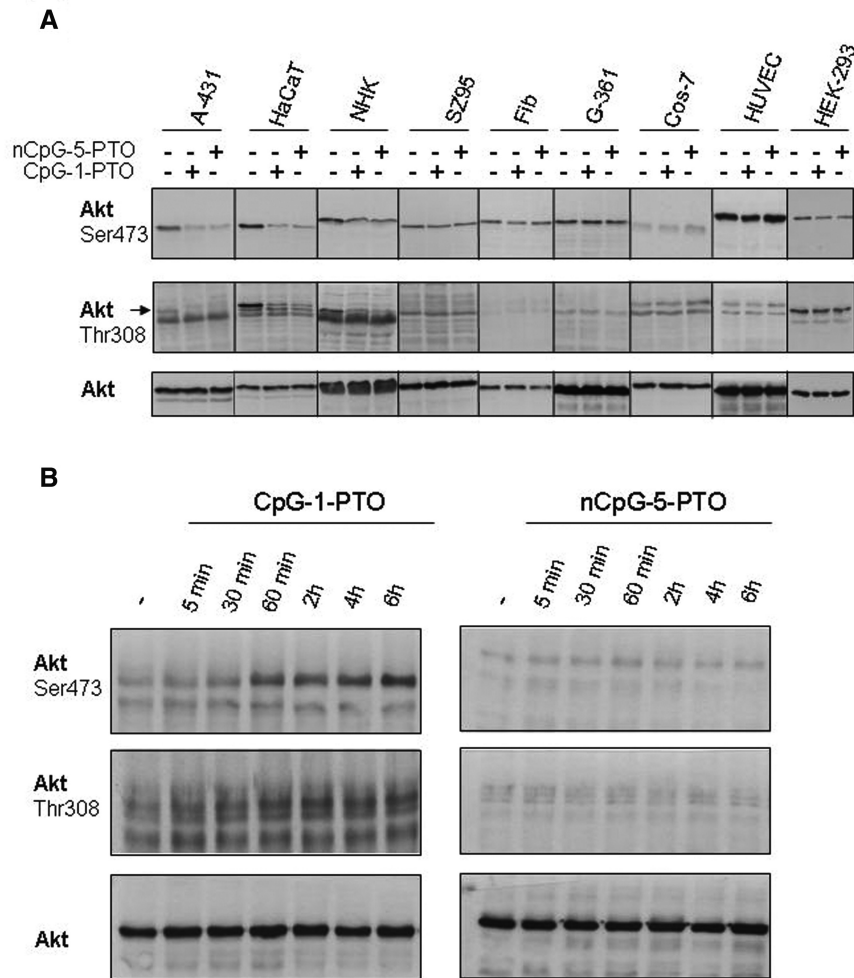 A
A-431 HaCaT NHK SZ95 Fib G-361 Cos-7 HUVEC HEK-293
nCpG-5-PTO - - + - - + - - + - - + - - + - - + - - + - - + - - +
CpG-1-PTO - + - - + - - + - - + - - + - - + - - + - - + - - + -
Akt
Ser473
Akt
Thr308
Akt
B
CpG-1-PTO nCpG-5-PTO
- 5 min 30 min 60 min 2h 4h 6h - 5 min 30 min 60 min 2h 4h 6h
Akt
Ser473
Akt
Thr308
Akt